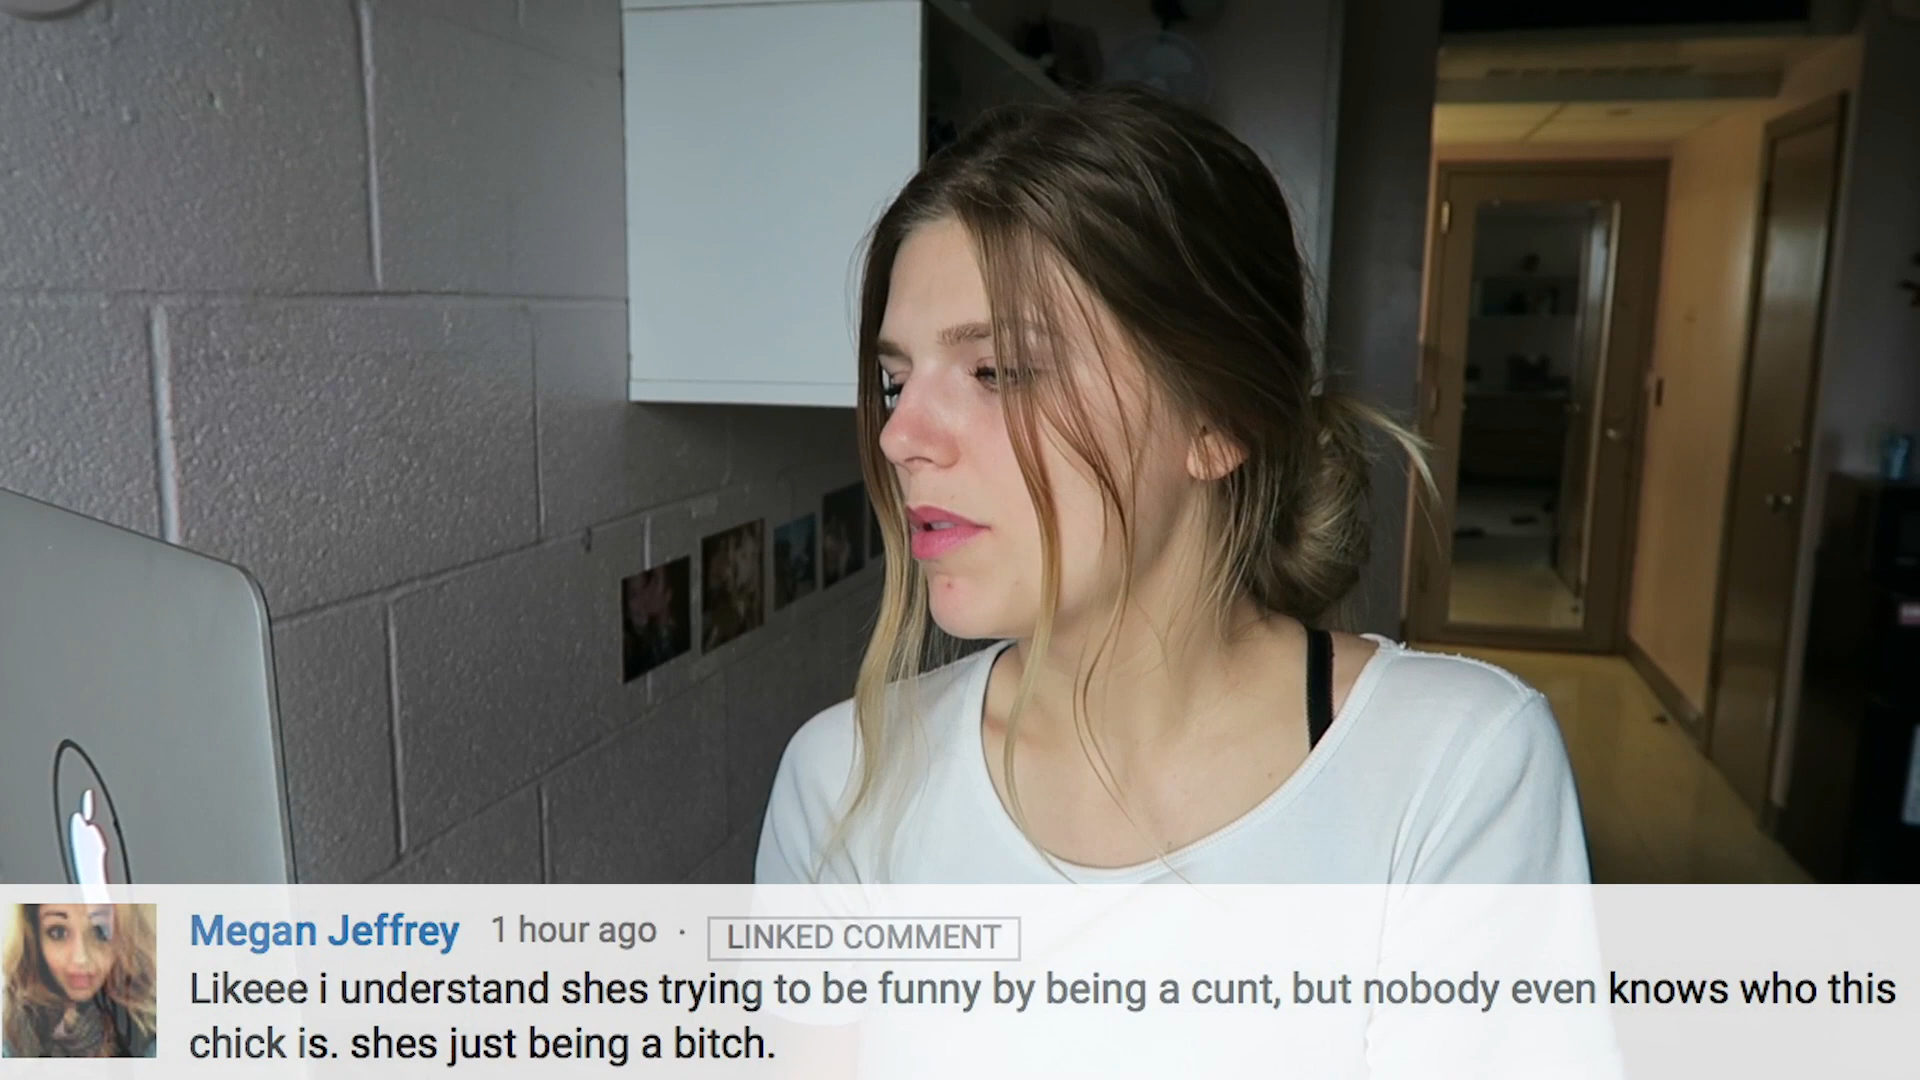 Megan Jeffrey 1 hour ago · LINKED COMMENT
Likeee i understand shes trying to be funny by being a cunt, but nobody even knows who this
chick is. shes just being a bitch.